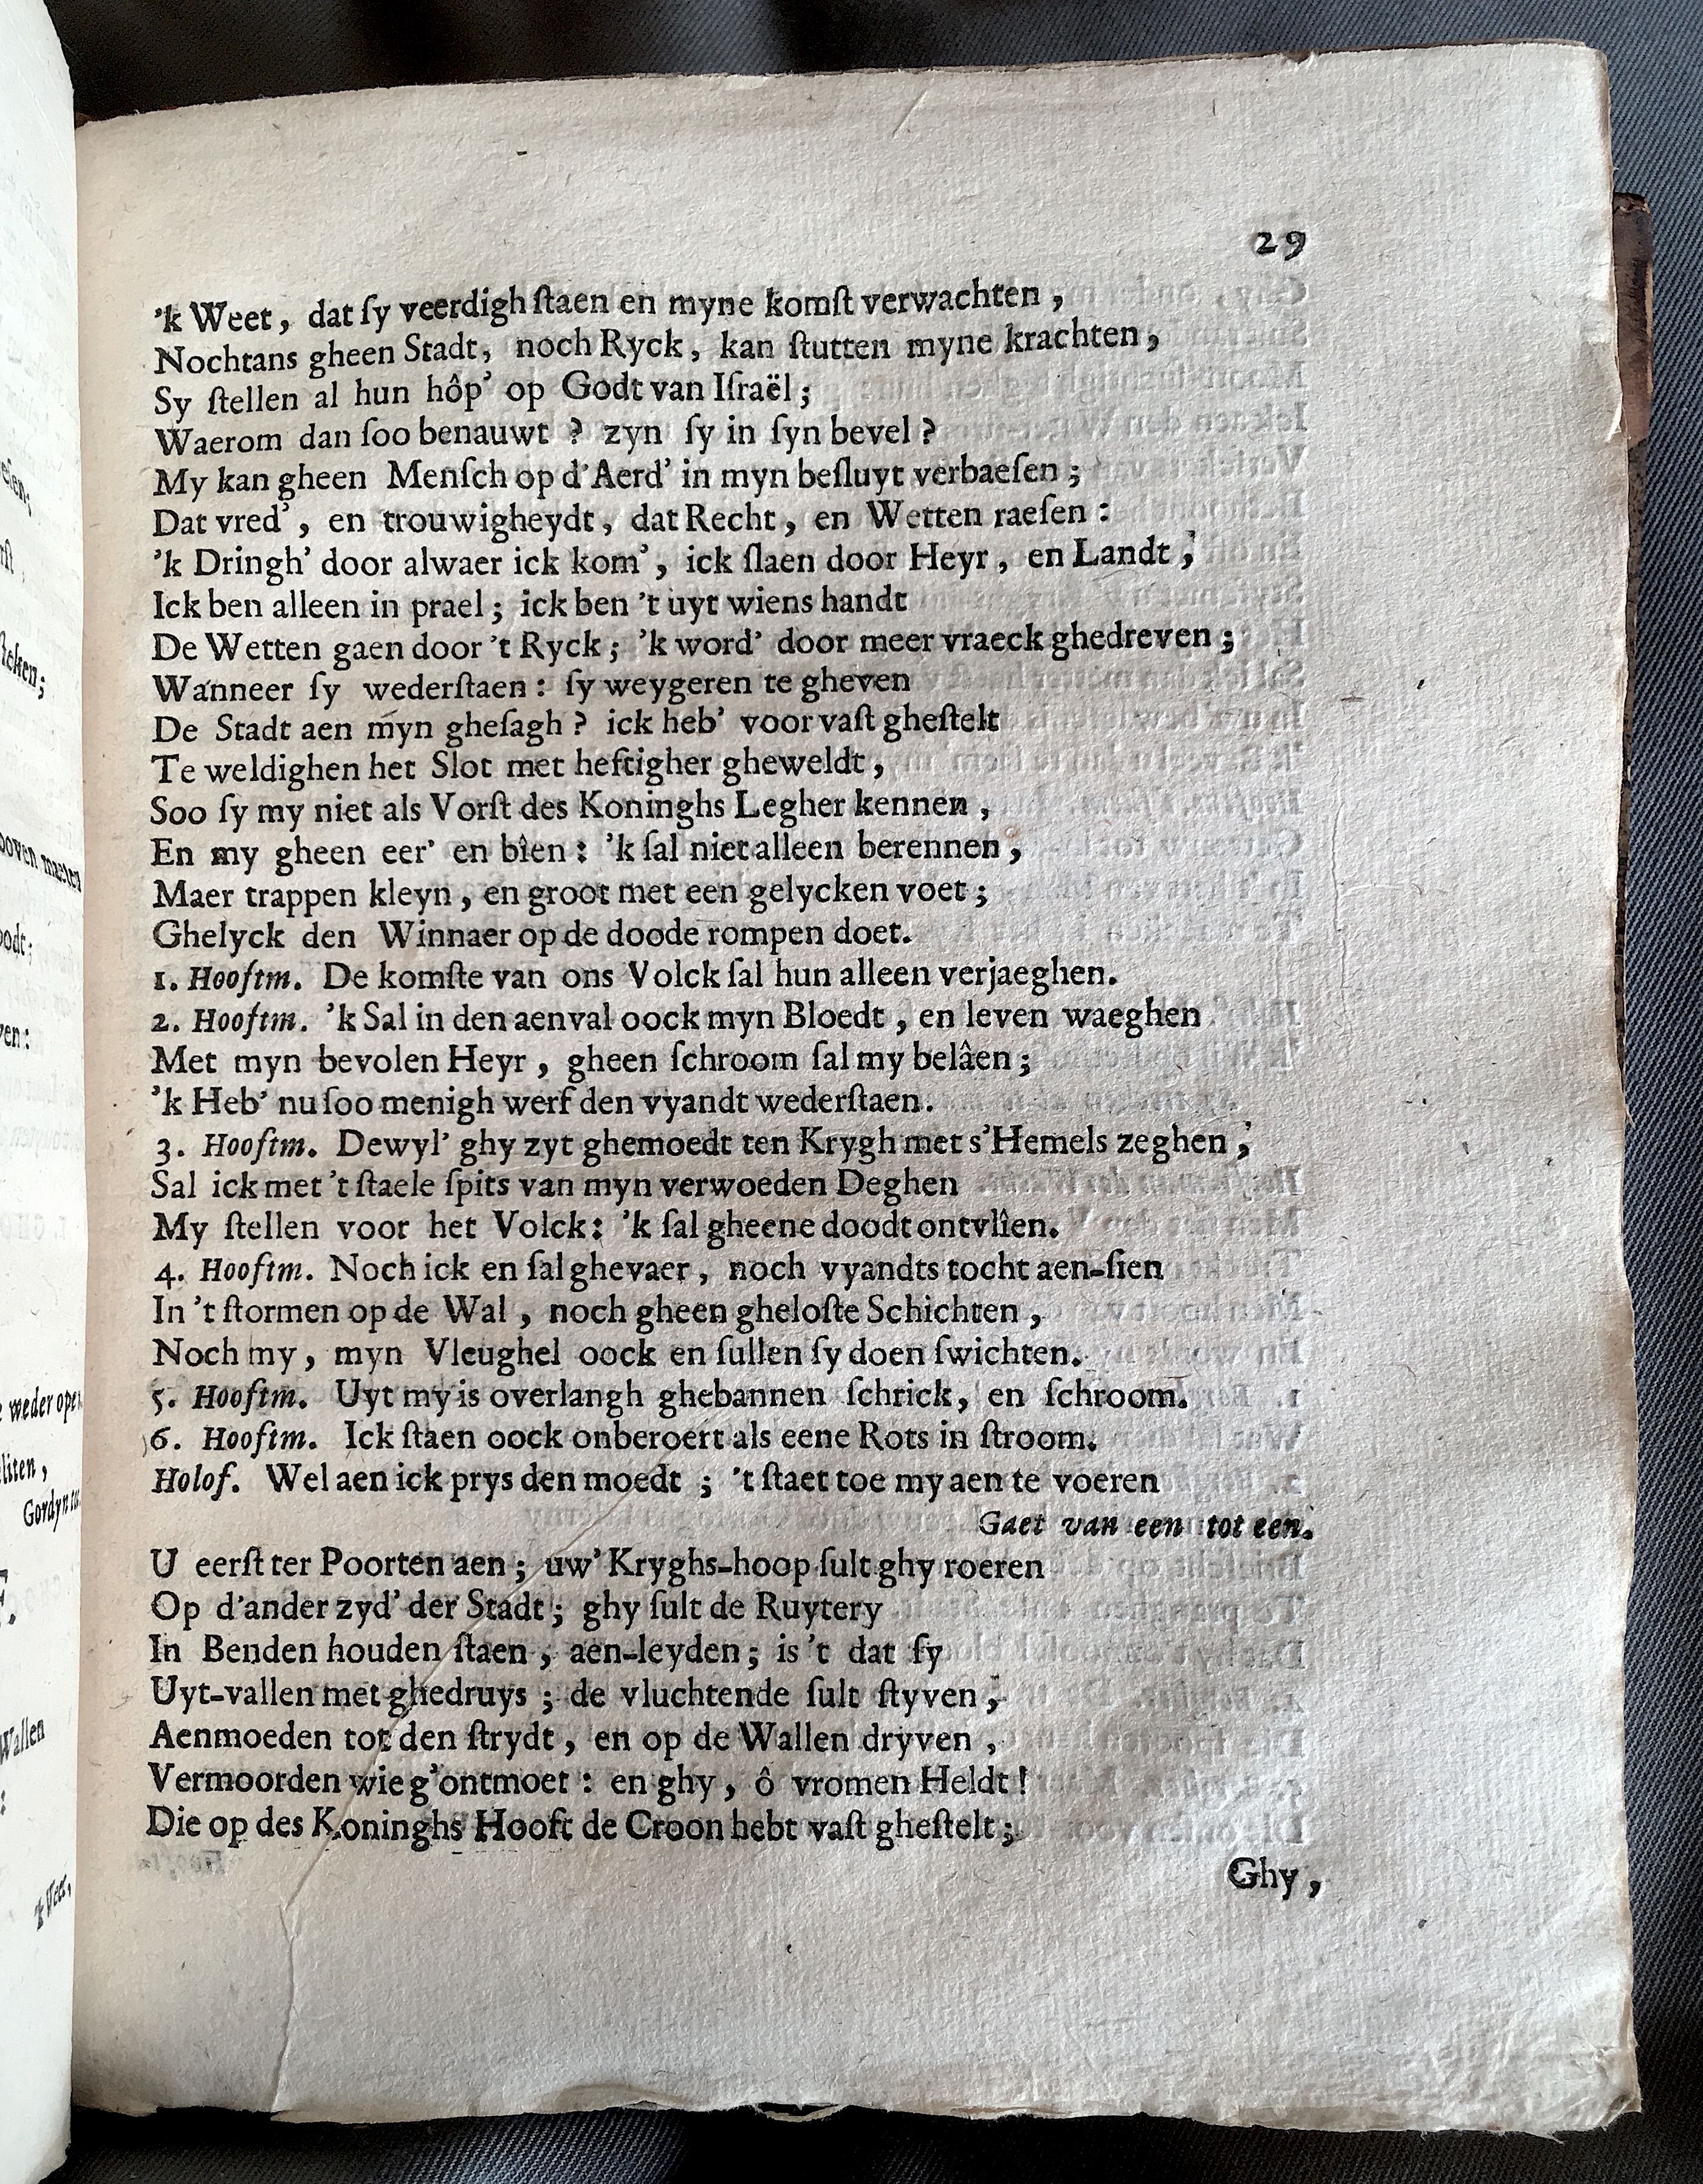 29
'k Weet, dat ſy veerdigh ſtaen en myne komſt verwachten,
Nochtans gheen Stadt, noch Ryck, kan ſtutten myne krachten,
Sy ſtellen al hun hôp' op Godt van Iſraël;
Waerom dan ſoo benauwt ? zyn ſy in ſyn bevel ?
My kan gheen Menſch op d'Aerd' in myn beſluyt verbaeſen;
Dat vred', en trouwigheydt, dat Recht, en Wetten raeſen:
'k Dringh' door alwaer ick kom', ick ſlaen door Heyr, en Landt,
Ick ben alleen in prael; ick ben 't uyt wiens handt
De Wetten gaen door 't Ryck; 'k word' door meer vraeck ghedreven;
Wanneer ſy wederſtaen: ſy weygeren te gheven
De Stadt aen myn gheſagh ? ick heb' voor vaſt gheſtelt
Te weldighen het Slot met heftigher gheweldt,
Soo ſy my niet als Vorſt des Koninghs Legher kennen,
En my gheen eer' en bîen: 'k ſal niet alleen berennen,
Maer trappen kleyn, en groot met een gelycken voet;
Ghelyck den Winnaer op de doode rompen doet.
1. Hooftm. De komſte van ons Volck ſal hun alleen verjaeghen.
2. Hooftm. 'k Sal in den aenval oock myn Bloedt, en leven waeghen
Met myn bevolen Heyr, gheen ſchroom ſal my belâen;
'k Heb' nu ſoo menigh werf den vyandt wederſtaen.
3. Hooftm. Dewyl' ghy zyt ghemoedt ten Krygh met s'Hemels zeghen,
Sal ick met 't ſtaele ſpits van myn verwoeden Deghen
My ſtellen voor het Volck: 'k ſal gheene doodt ontvlîen.
4. Hooftm. Noch ick en ſal ghevaer, noch vyandts tocht aen-ſien
In 't ſtormen op de Wal, noch gheen gheloſte Schichten,
Noch my, myn Vleughel oock en ſullen ſy doen ſwichten.
5. Hooftm. Uyt my is overlangh ghebannen ſchrick, en ſchroom.
6. Hooftm. Ick ſtaen oock onberoert als eene Rots in ſtroom.
Holof. Wel aen ick prys den moedt; 't ſtaet toe my aen te voeren
Gaet van een tot een.
U eerſt ter Poorten aen; uw' Kryghs-hoop ſult ghy roeren
Op d'ander zyd' der Stadt; ghy ſult de Ruytery
In Benden houden ſtaen, aen-leyden; is 't dat ſy
Uyt-vallen met ghedruys; de vluchtende ſult ſtyven,
Aenmoeden tot den ſtrydt, en op de Wallen dryven,
Vermoorden wie g'ontmoet: en ghy, ô vromen Heldt!
Die op des Koninghs Hooft de Croon hebt vaſt gheſtelt;
Ghy,